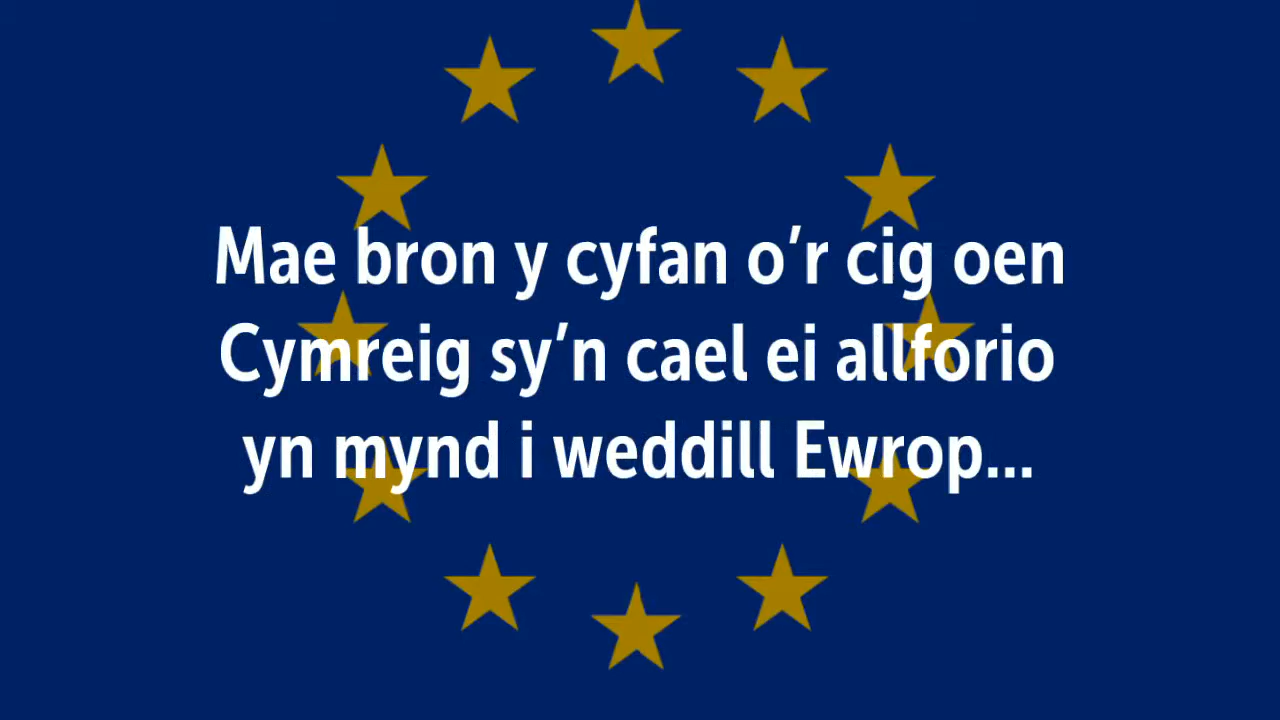 Mae bron y cyfan o’r cig oen
Cymreig sy’n cael ei allforio
yn mynd i weddill Ewrop...